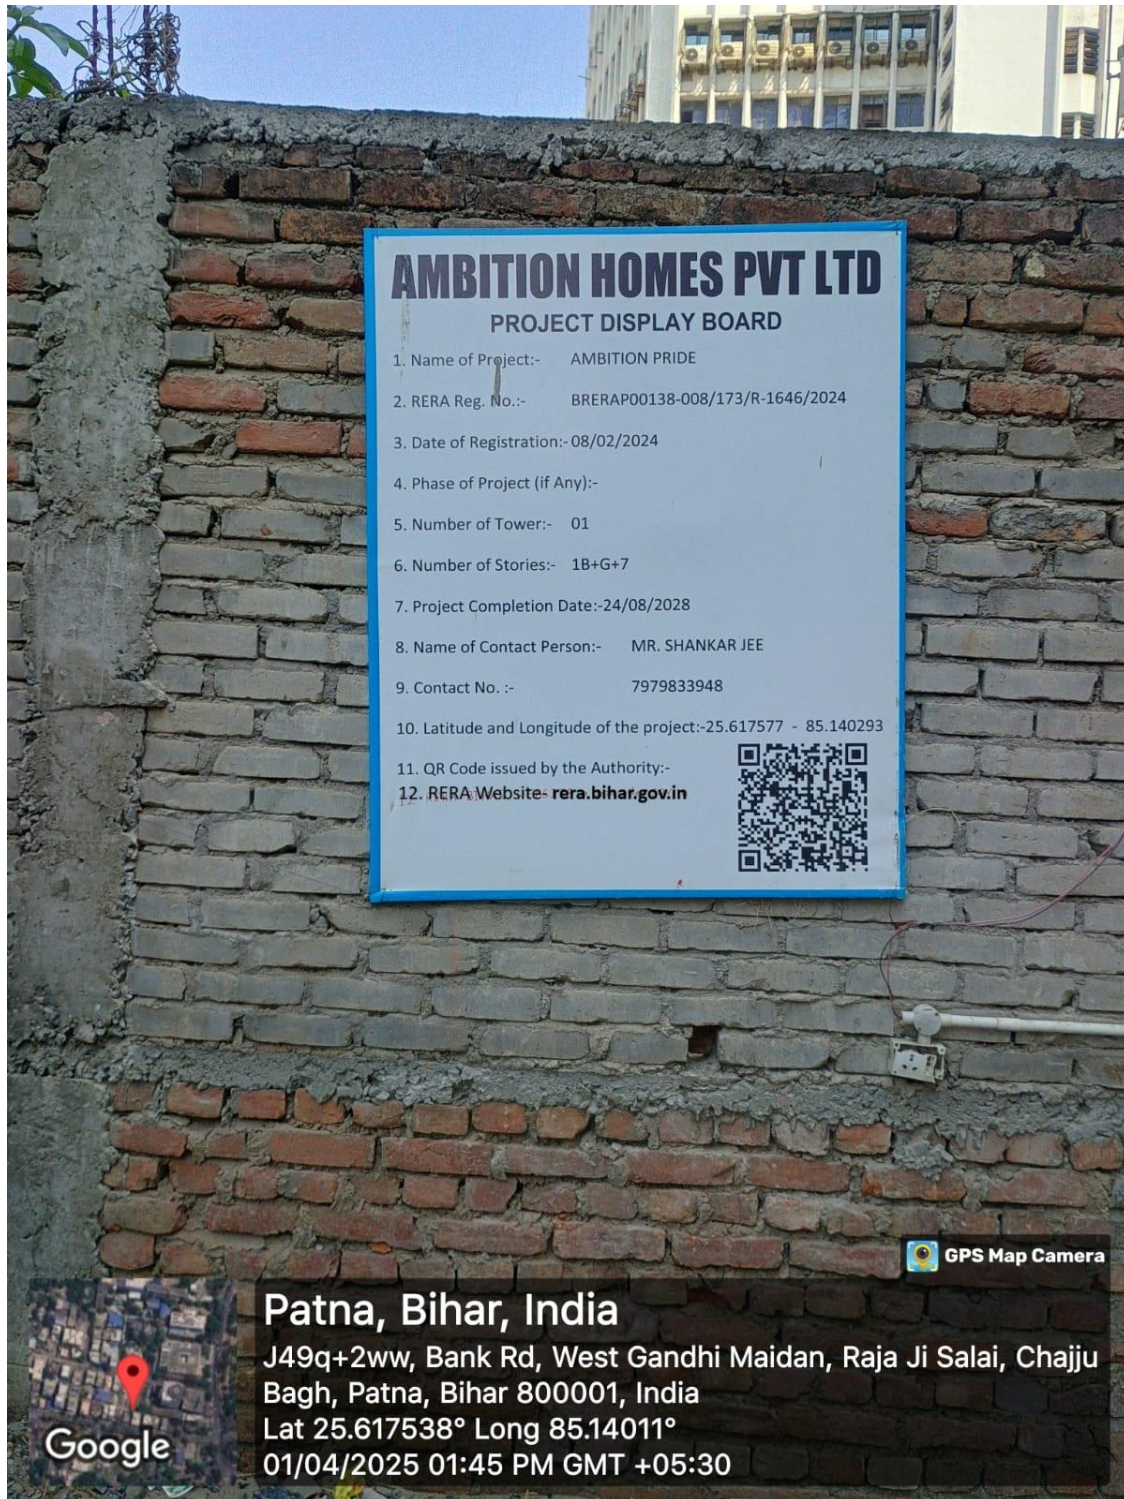 AMBITION HOMES PVT LTD
PROJECT DISPLAY BOARD
1. Name of Project:- AMBITION PRIDE
2. RERA Reg. No.:- BRERAP00138-008/173/R-1646/2024
3. Date of Registration:- 08/02/2024
4. Phase of Project (if Any):-
5. Number of Tower:- 01
6. Number of Stories:- 1B+G+7
7. Project Completion Date:-24/08/2028
8. Name of Contact Person:- MR. SHANKAR JEE
9. Contact No. :- 7979833948
10. Latitude and Longitude of the project:-25.617577 - 85.140293
11. QR Code issued by the Authority:-
12. RERA Website- rera.bihar.gov.in
GPS Map Camera
Patna, Bihar, India
J49q+2ww, Bank Rd, West Gandhi Maidan, Raja Ji Salai, Chajju
Bagh, Patna, Bihar 800001, India
Lat 25.617538° Long 85.14011°
01/04/2025 01:45 PM GMT +05:30
Google